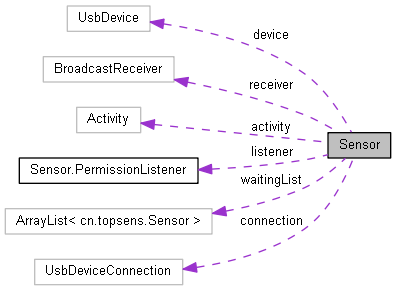 UsbDevice
device
BroadcastReceiver
receiver
Activity
activity
Sensor
listener
Sensor.PermissionListener
waitingList
ArrayList< cn.topsens.Sensor >
connection
UsbDeviceConnection